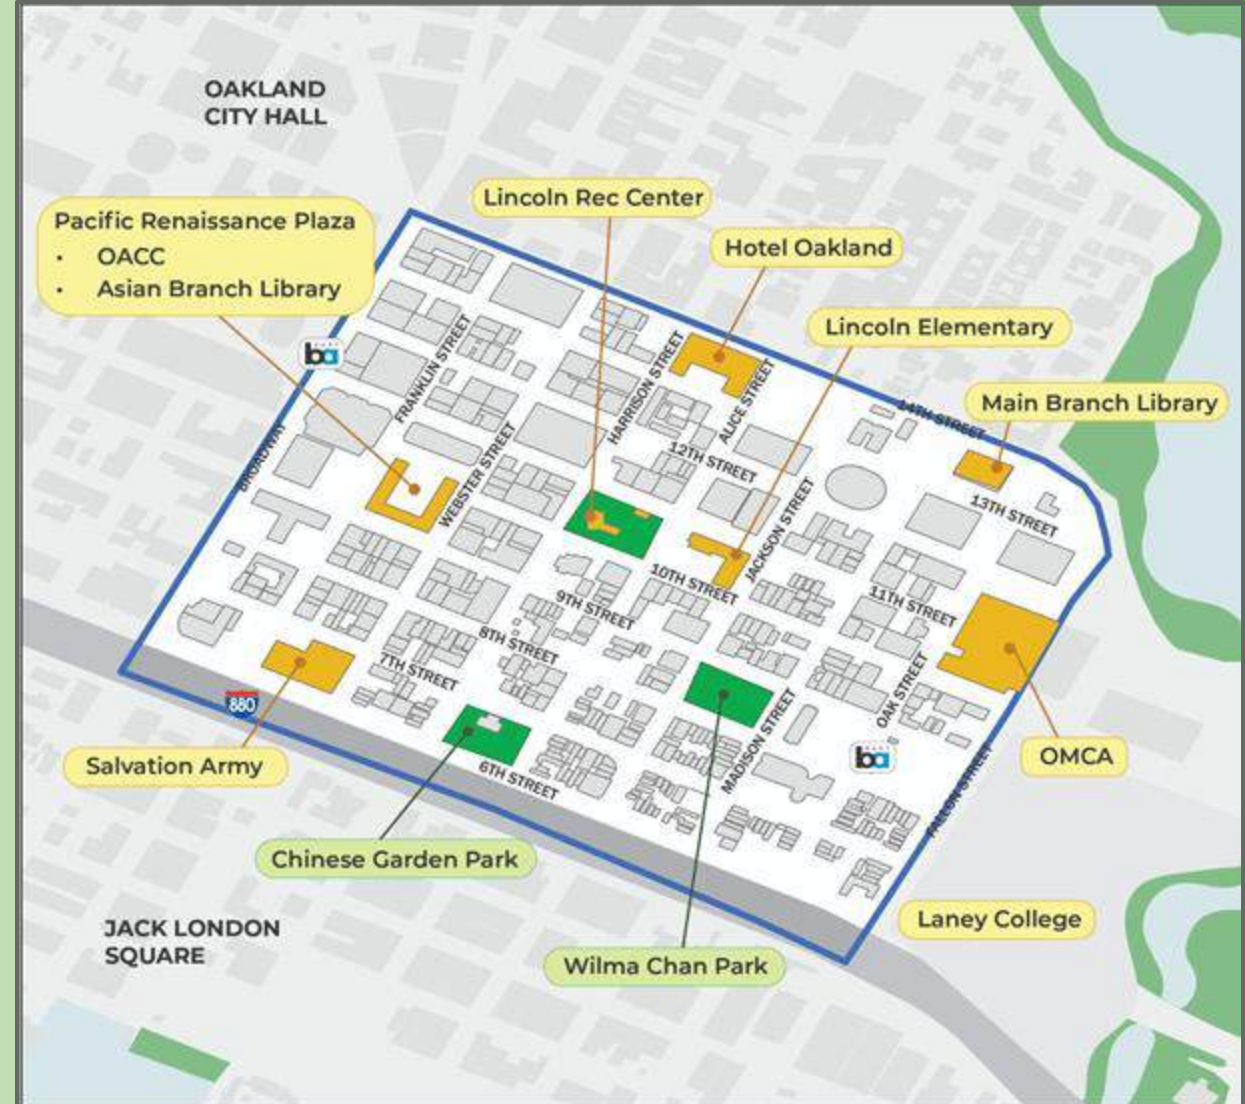 OAKLAND
CITY HALL
Lincoln Rec Center
Pacific Renaissance Plaza
• OACC
• Asian Branch Library
Hotel Oakland
Lincoln Elementary
Main Branch Library
ba
FRANKLIN STREET
HARRISON STREET
ALICE STREET
14TH STREET
BROADWAY
WEBSTER STREET
12TH STREET
13TH STREET
JACKSON STREET
10TH STREET
11TH STREET
9TH STREET
8TH STREET
7TH STREET
OAK STREET
MADISON STREET
880
6TH STREET
ba
FALLON STREET
OMCA
Salvation Army
Chinese Garden Park
Laney College
JACK LONDON
SQUARE
Wilma Chan Park